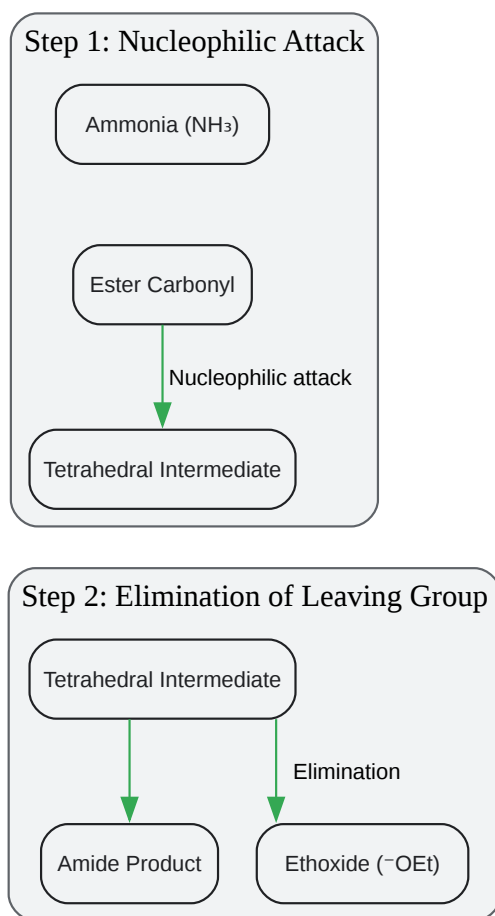 Step 1: Nucleophilic Attack
Ammonia (NH₃)
Ester Carbonyl
Nucleophilic attack
Tetrahedral Intermediate
Step 2: Elimination of Leaving Group
Tetrahedral Intermediate
Elimination
Amide Product
Ethoxide (⁻OEt)